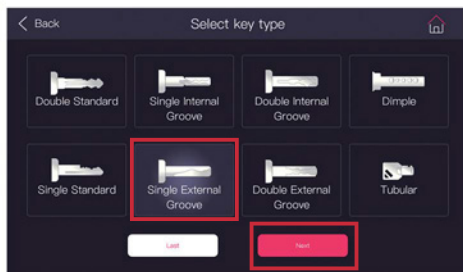 Back
Select key type
Double Standard
Single Internal
Groove
Double Internal
Groove
Dimple
Single Standard
Single External
Groove
Double External
Groove
Tubular
Last
Next